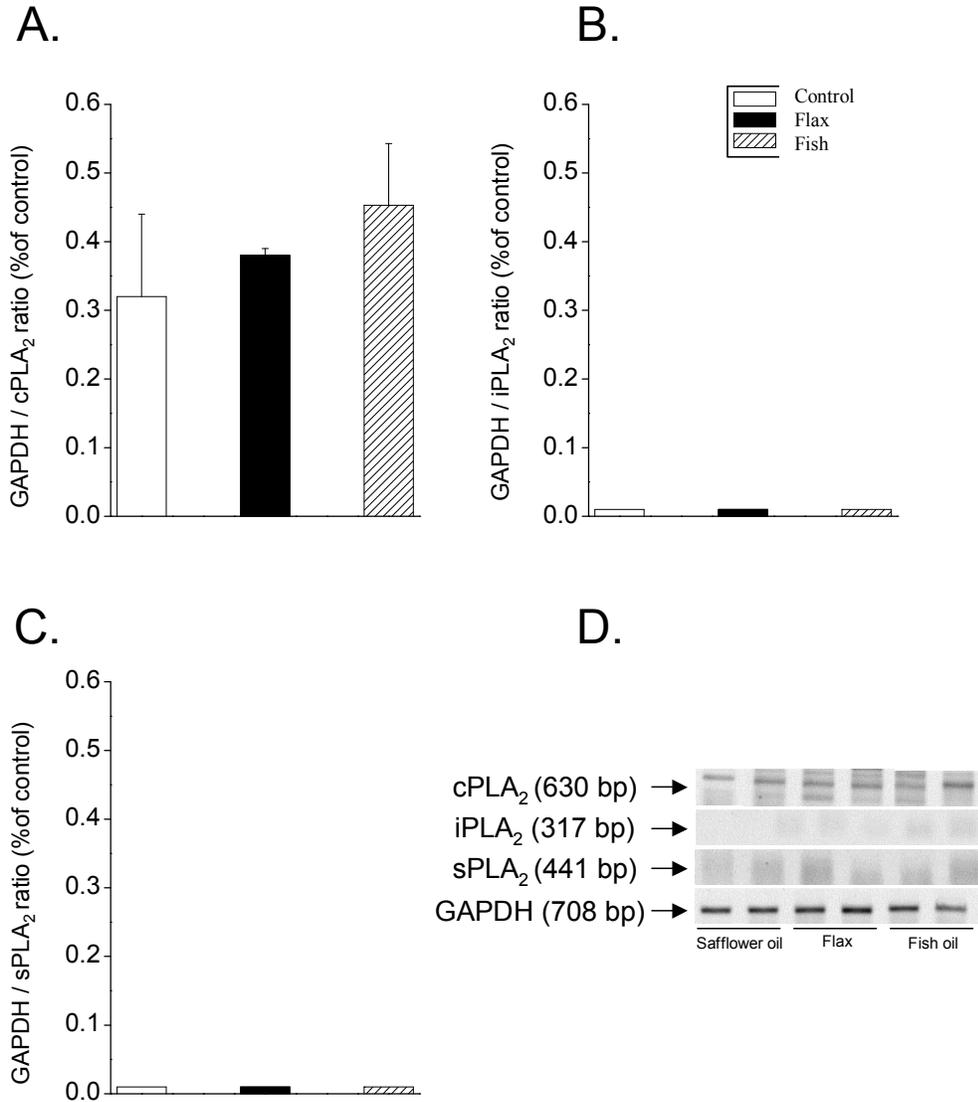 A.
GAPDH / cPLA₂ ratio (%of control)
0.6
0.5
0.4
0.3
0.2
0.1
0.0
B.
GAPDH / iPLA₂ ratio (%of control)
0.6
0.5
0.4
0.3
0.2
0.1
0.0
Control
Flax
Fish
C.
GAPDH / sPLA₂ ratio (%of control)
0.6
0.5
0.4
0.3
0.2
0.1
0.0
D.
cPLA₂ (630 bp)
iPLA₂ (317 bp)
sPLA₂ (441 bp)
GAPDH (708 bp)
Safflower oil Flax Fish oil